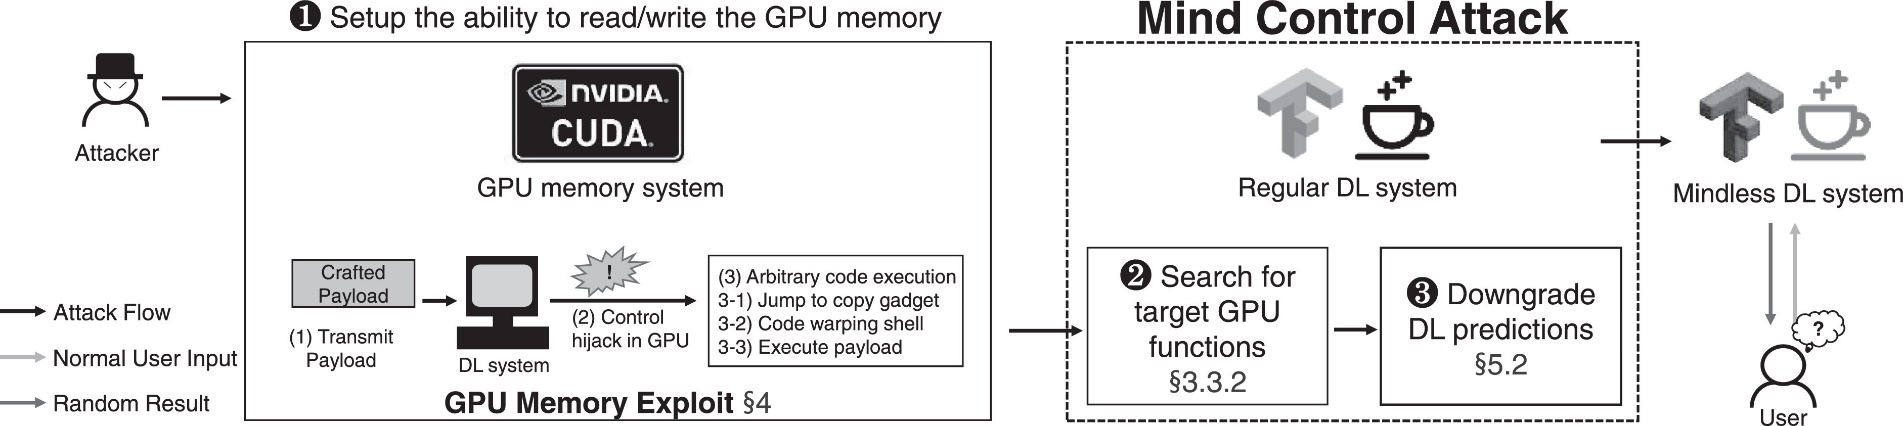 ❶ Setup the ability to read/write the GPU memory
Mind Control Attack
Attacker
NVIDIA.
CUDA.
GPU memory system
Crafted
Payload
(1) Transmit
Payload
DL system
!
(2) Control
hijack in GPU
(3) Arbitrary code execution
3-1) Jump to copy gadget
3-2) Code warping shell
3-3) Execute payload
GPU Memory Exploit §4
Regular DL system
❷ Search for
target GPU
functions
§3.3.2
❸ Downgrade
DL predictions
§5.2
Mindless DL system
?
User
Attack Flow
Normal User Input
Random Result